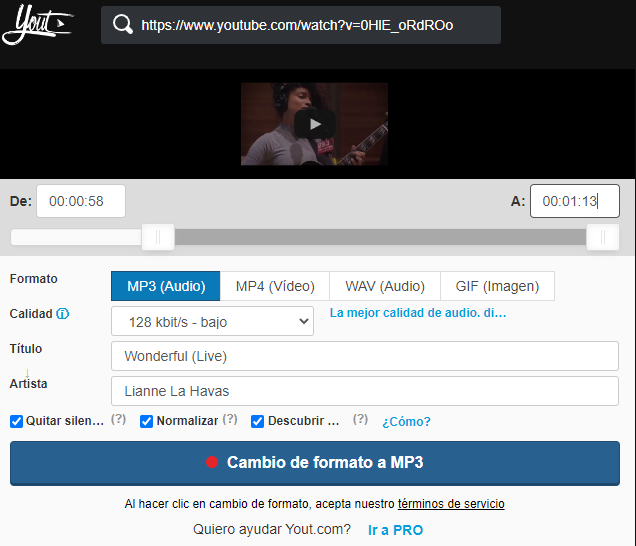 Yout
https://www.youtube.com/watch?v=0HlE_oRdROo
De: 00:00:58 A: 00:01:13
Formato MP3 (Audio) MP4 (Vídeo) WAV (Audio) GIF (Imagen)
Calidad 128 kbit/s - bajo La mejor calidad de audio. di...
Título Wonderful (Live)
Artista Lianne La Havas
Quitar silen... (?) Normalizar (?) Descubrir ... (?) ¿Cómo?
Cambio de formato a MP3
Al hacer clic en cambio de formato, acepta nuestro términos de servicio
Quiero ayudar Yout.com? Ir a PRO